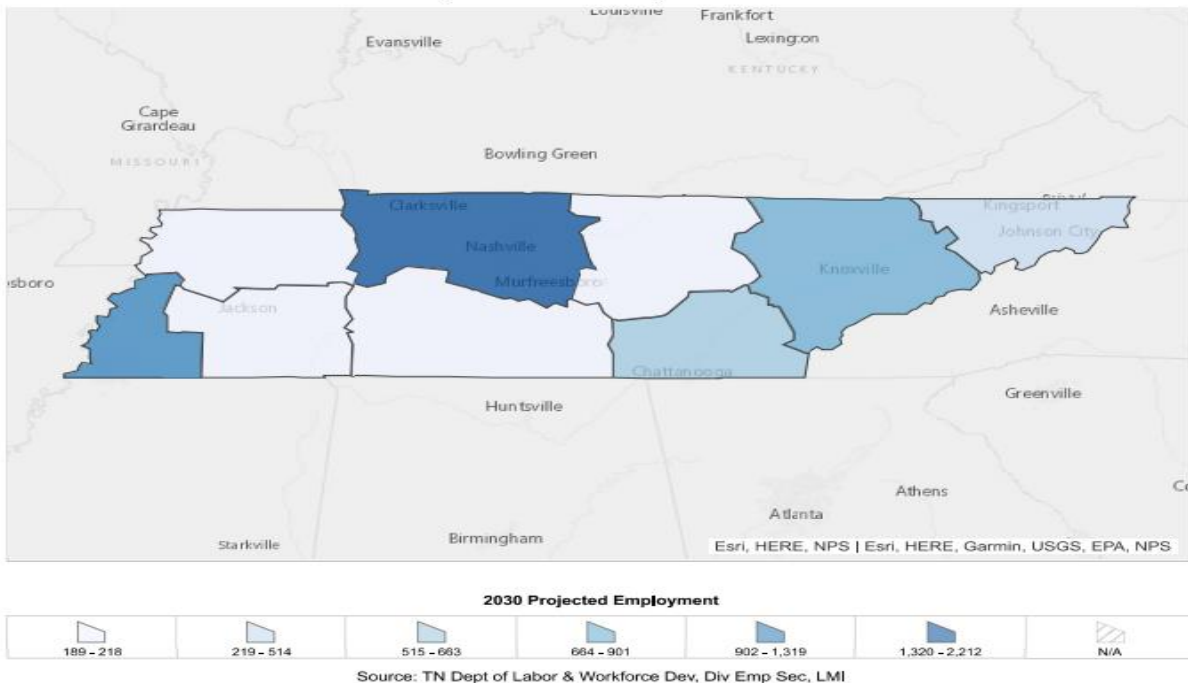 Frankfort
Evansville
Lexington
KENTUCKY
Cape
Girardeau
MISSOURI
Bowling Green
Clarksville
Kingsport
Nashville
Johnson City
Knoxville
sboro
Murfreesboro
Jackson
Asheville
Chattanooga
Huntsville
Greenville
Athens
Atlanta
Birmingham
Starkville
Esri, HERE, NPS | Esri, HERE, Garmin, USGS, EPA, NPS
2030 Projected Employment
189 - 218 219 - 514 515 - 663 664 - 901 902 - 1,319 1,320 - 2,212 N/A
Source: TN Dept of Labor & Workforce Dev, Div Emp Sec, LMI